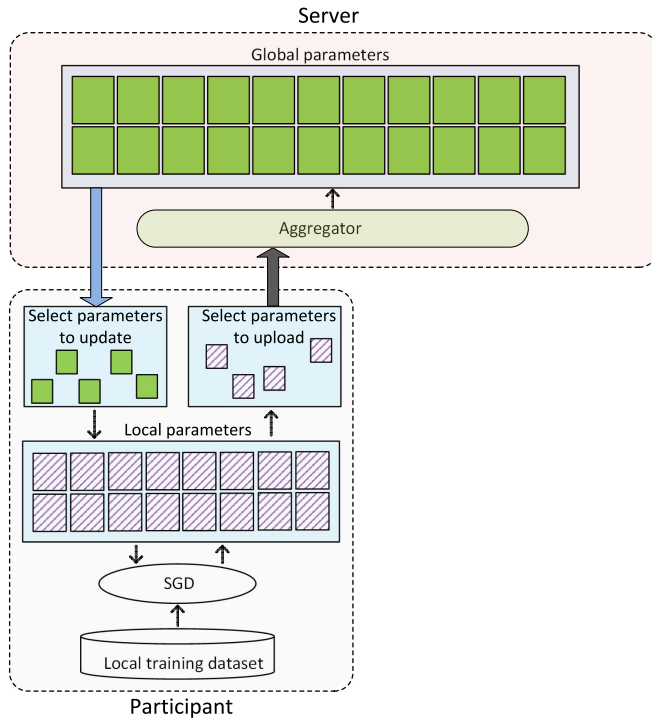 Server
Global parameters
Aggregator
Select parameters
to update
Select parameters
to upload
Local parameters
SGD
Local training dataset
Participant